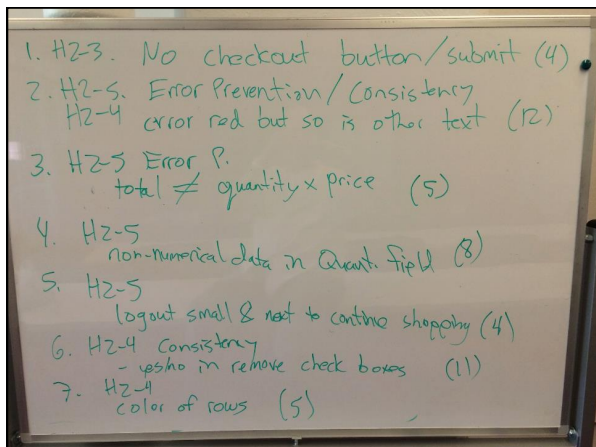 1. H2-3. No checkout button/submit (4)
2. H2-5. Error Prevention/Consistency
H2-4 error red but so is other text (12)
3. H2-5 Error P.
total ≠ quantity x price (5)
4. H2-5
non-numerical data in Quant. field (8)
5. H2-5
logout small & next to continue shopping (4)
6. H2-4 Consistency
- yes/no in remove check boxes (11)
7. H2-4
color of rows (5)